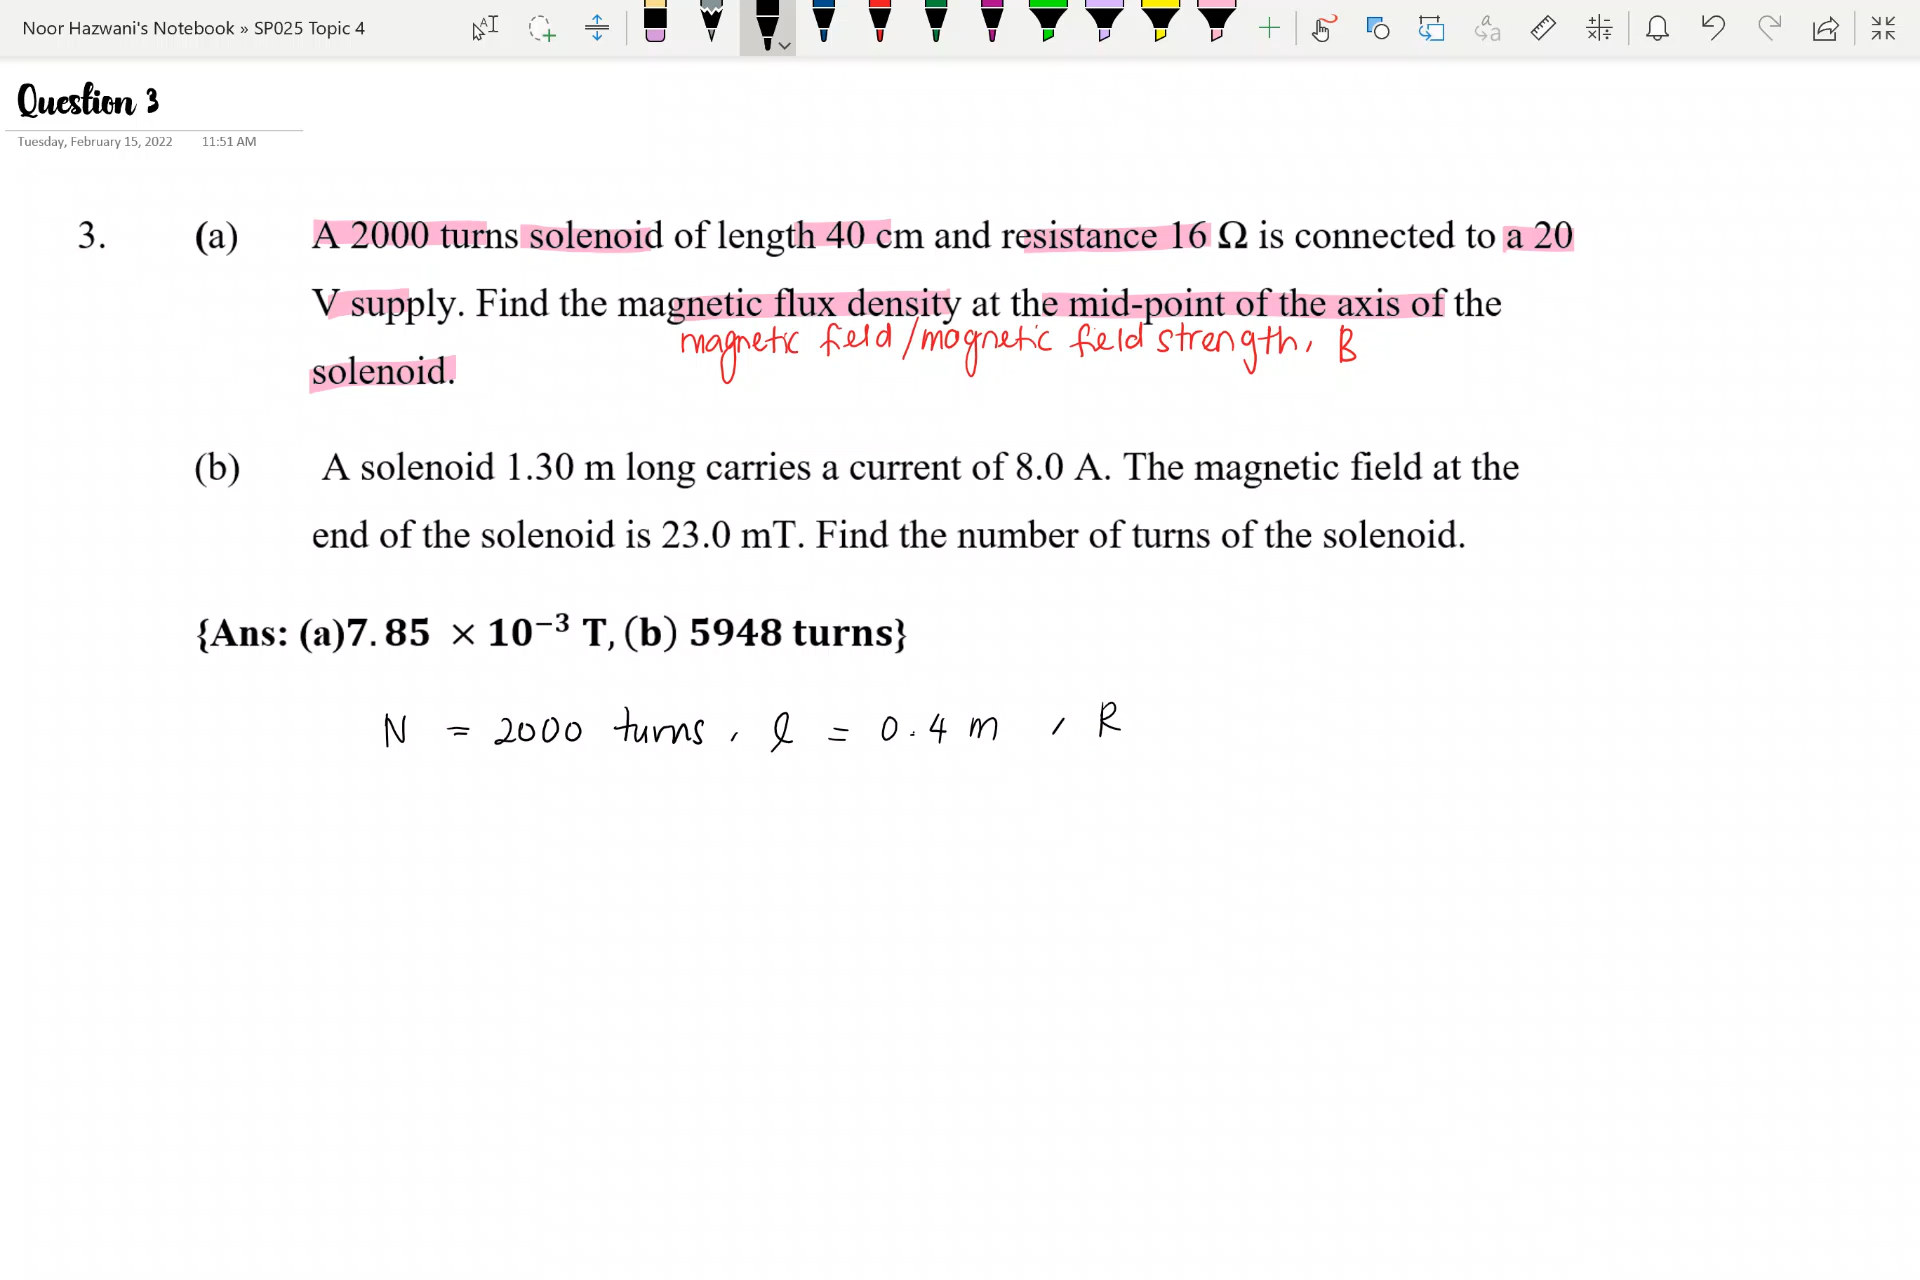 Noor Hazwani's Notebook » SP025 Topic 4
Question 3
Tuesday, February 15, 2022 11:51 AM
3. (a) A 2000 turns solenoid of length 40 cm and resistance 16 Ω is connected to a 20
V supply. Find the magnetic flux density at the mid-point of the axis of the
magnetic field/magnetic field strength, B
solenoid.
(b) A solenoid 1.30 m long carries a current of 8.0 A. The magnetic field at the
end of the solenoid is 23.0 mT. Find the number of turns of the solenoid.
{Ans: (a)7.85 × 10⁻³ T, (b) 5948 turns}
N = 2000 turns, l = 0.4 m , R